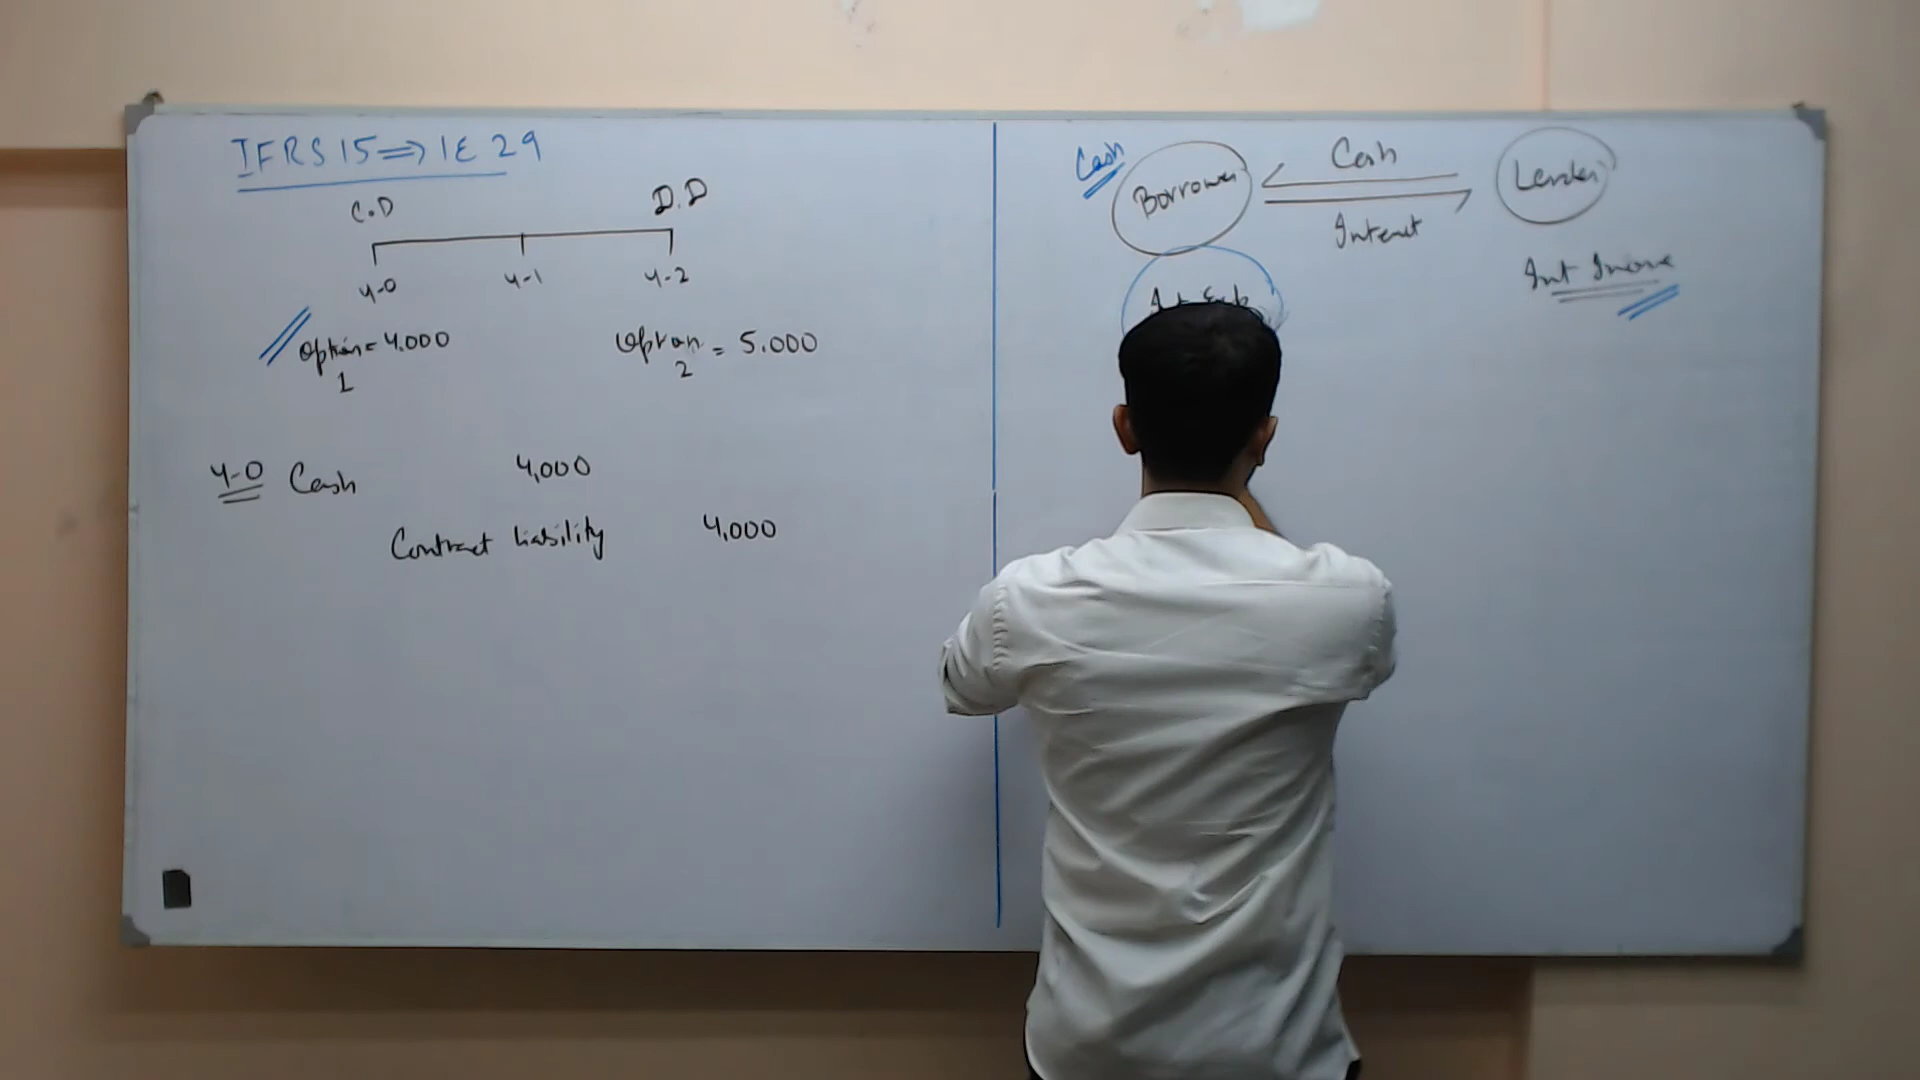 IFRS 15 ⇒ IE 29
C.D D.D
Y-0 Y-1 Y-2
Option 1 = 4,000 Option 2 = 5,000
Y-0 Cash 4,000
Contract liability 4,000
Cash Borrower Cash Lender
Interest
Int Income
Int Exp